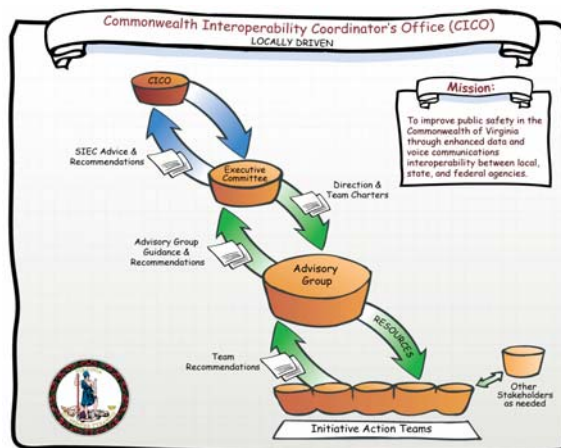 Commonwealth Interoperability Coordinator's Office (CICO)
LOCALLY DRIVEN
CICO
Mission:
To improve public safety in the
Commonwealth of Virginia
through enhanced data and
voice communications
interoperability between local,
state, and federal agencies.
SIEC Advice &
Recommendations
Executive
Committee
Direction &
Team Charters
Advisory Group
Guidance &
Recommendations
Advisory
Group
RESOURCES
Team
Recommendations
Other
Stakeholders
as needed
Initiative Action Teams